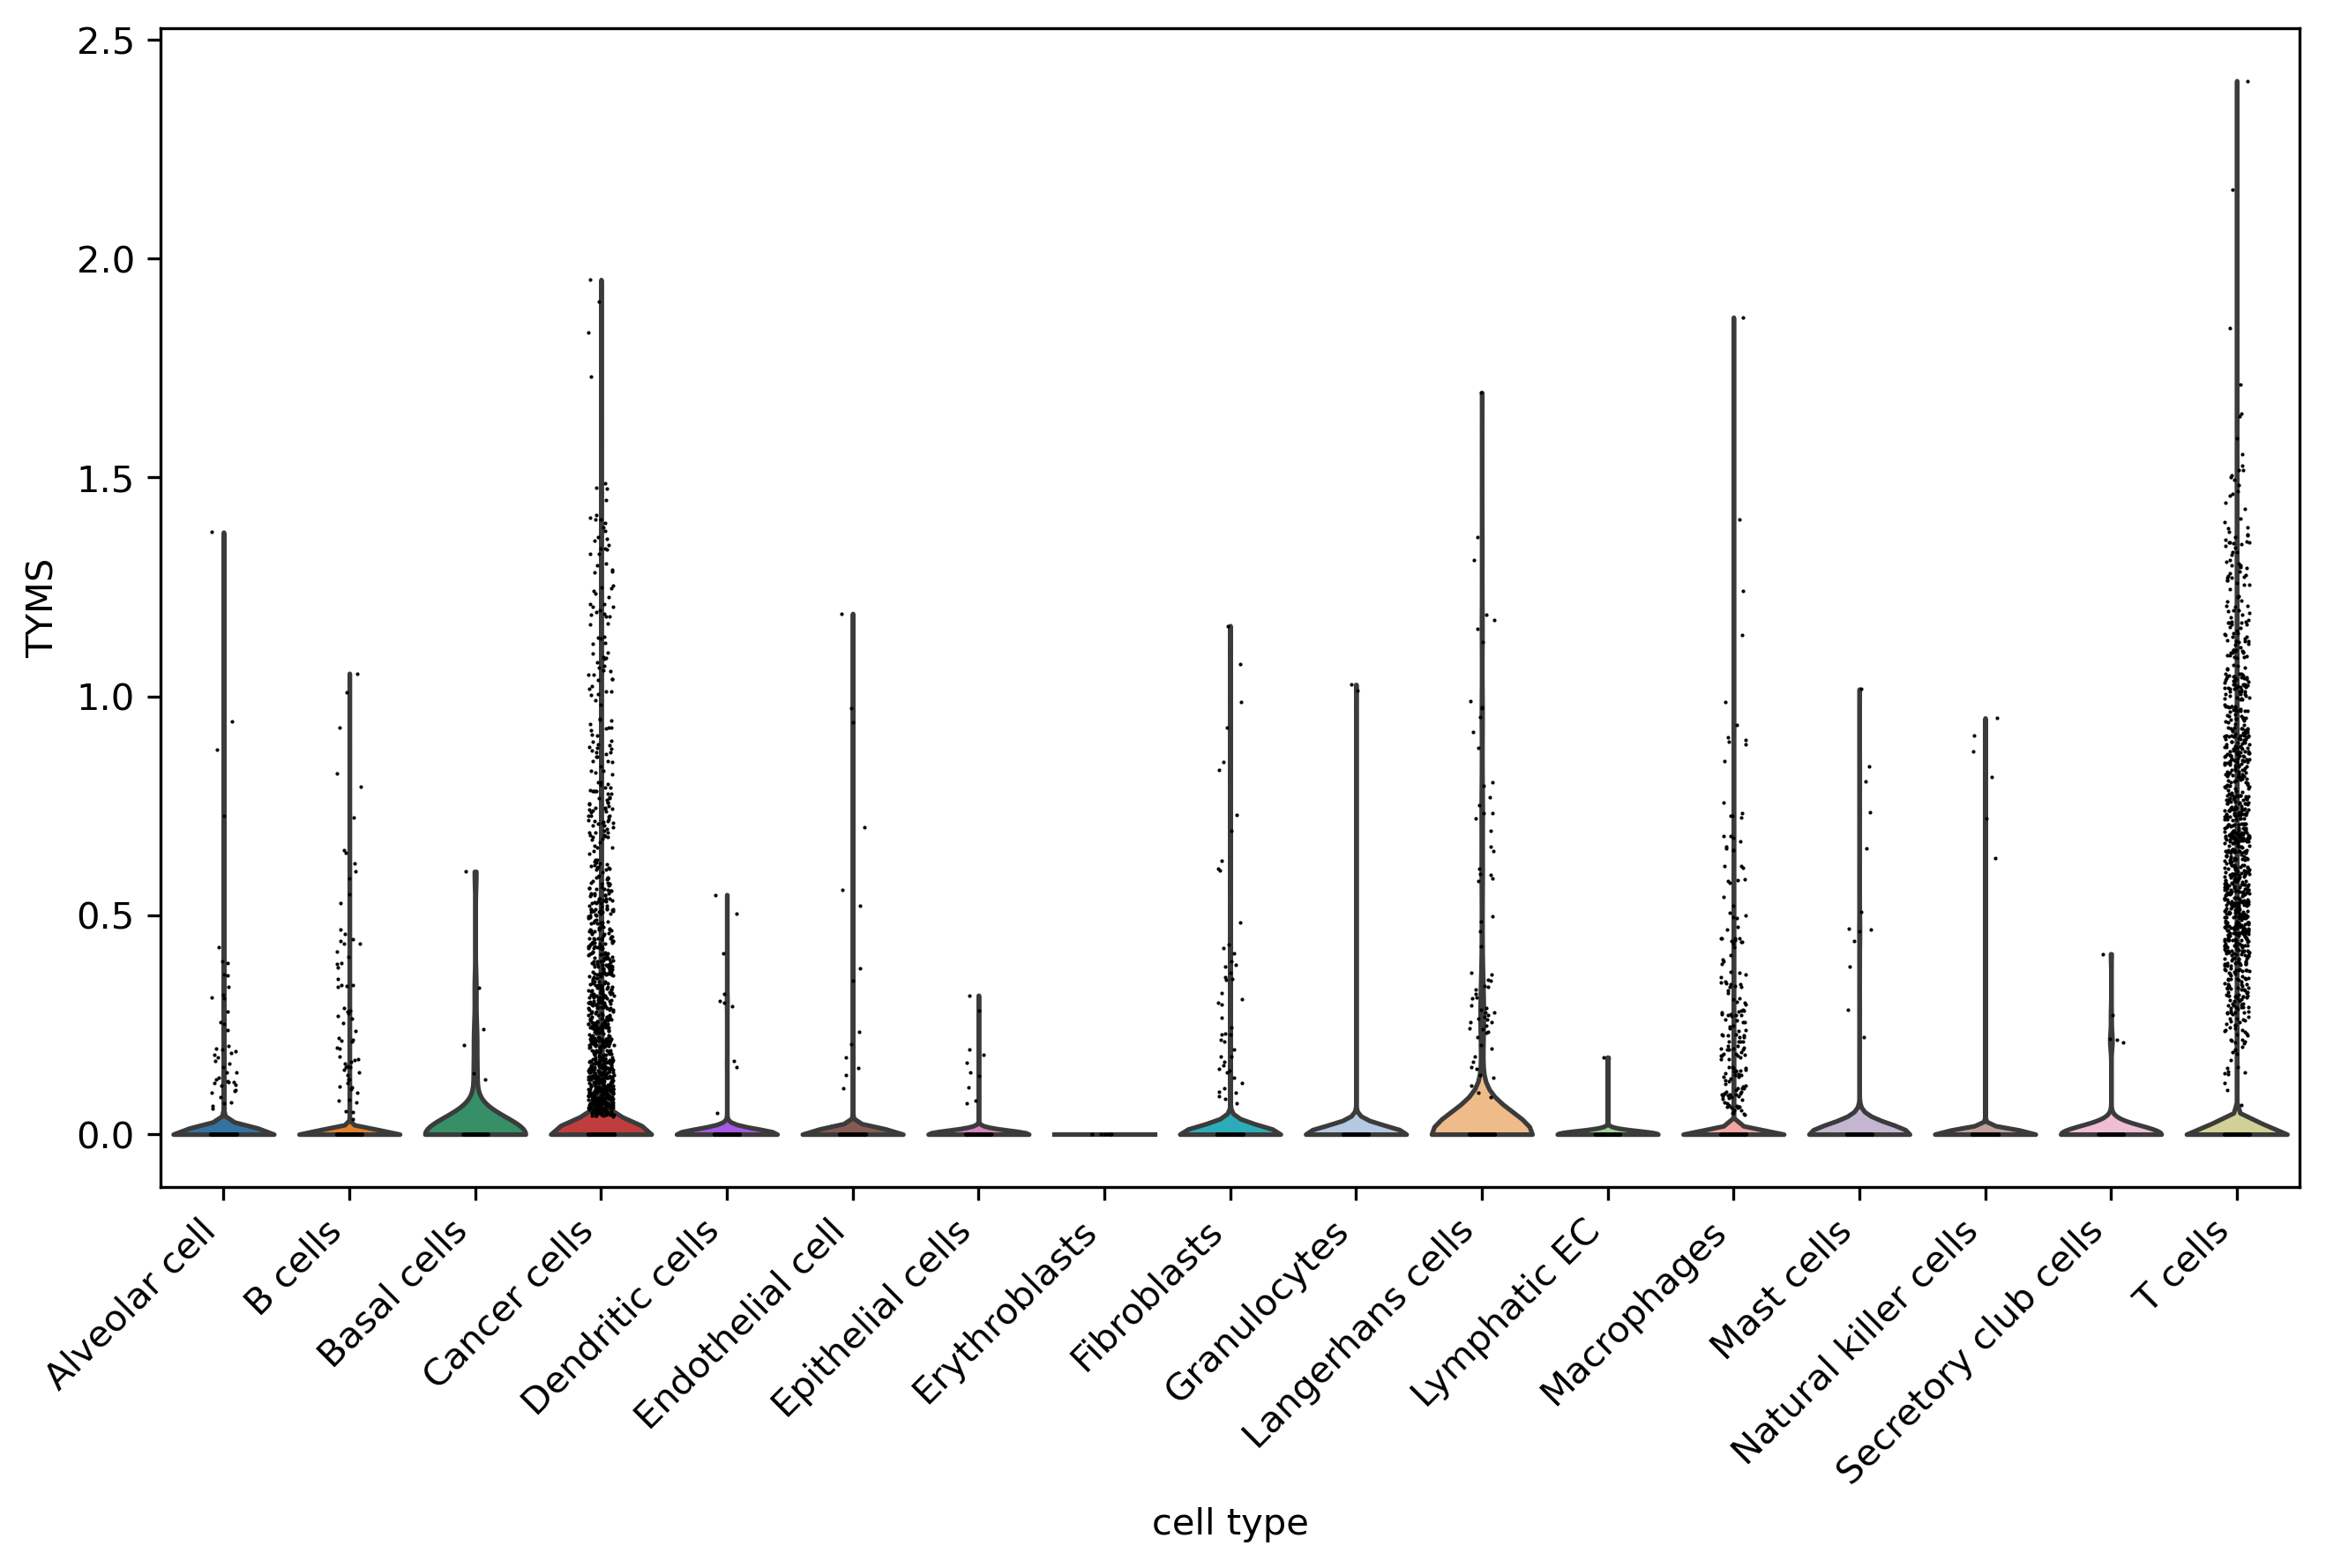 2.5
2.0
1.5
1.0
0.5
0.0
TYMS
Alveolar cell
B cells
Basal cells
Cancer cells
Dendritic cells
Endothelial cell
Epithelial cells
Erythroblasts
Fibroblasts
Granulocytes
Langerhans cells
Lymphatic EC
Macrophages
Mast cells
Natural killer cells
Secretory club cells
T cells
cell type